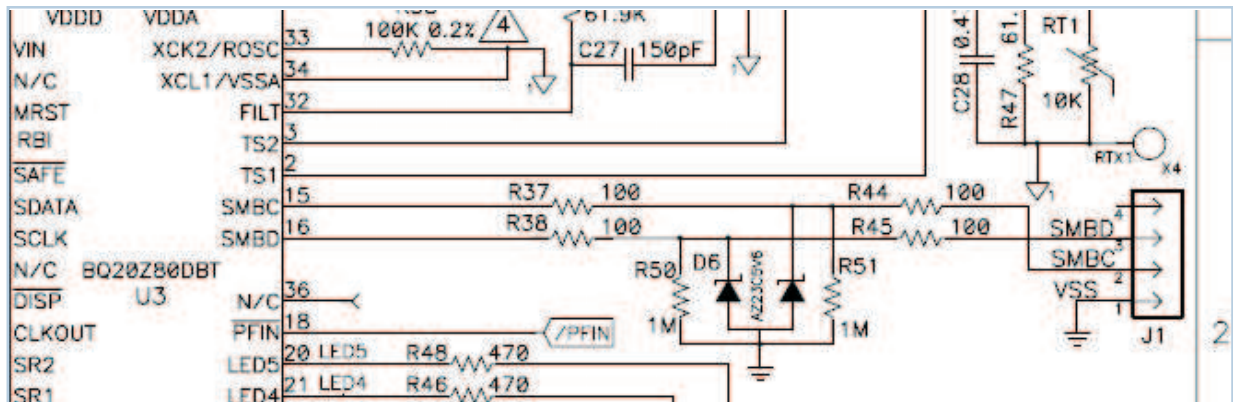 VDDD VDDA
100K 0.2% 4
61.9K
0.4
61.
RT1
VIN XCK2/ROSC 33
C27 150pF
N/C XCL1/VSSA 34
C28
R47
10K
MRST FILT 32
RBI TS2 3
RTX1
X4
SAFE TS1 2
SDATA SMBC 15 R37 100 R44 100
SCLK SMBD 16 R38 100 R45 100 SMBD 4
3
N/C BQ20Z80DBT R50 D6 AZ23C5V6 R51 SMBC
2
DISP U3 N/C 36 VSS
1
CLKOUT PFIN 18 /PFIN 1M 1M J1 2
SR2 LED5 20 LED5 R48 470
SR1 LED4 21 LED4 R46 470